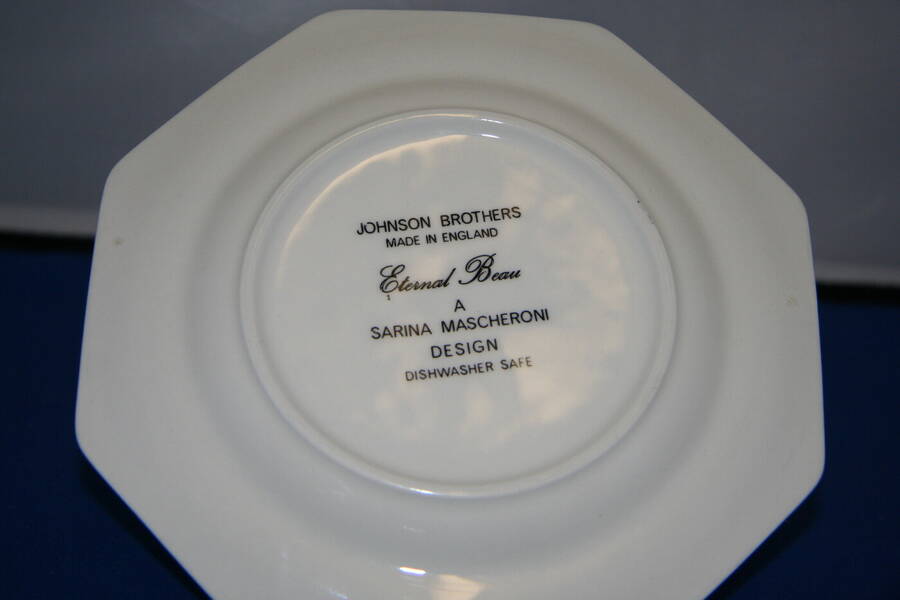 JOHNSON BROTHERS
MADE IN ENGLAND
Eternal Beau
A
SARINA MASCHERONI
DESIGN
DISHWASHER SAFE